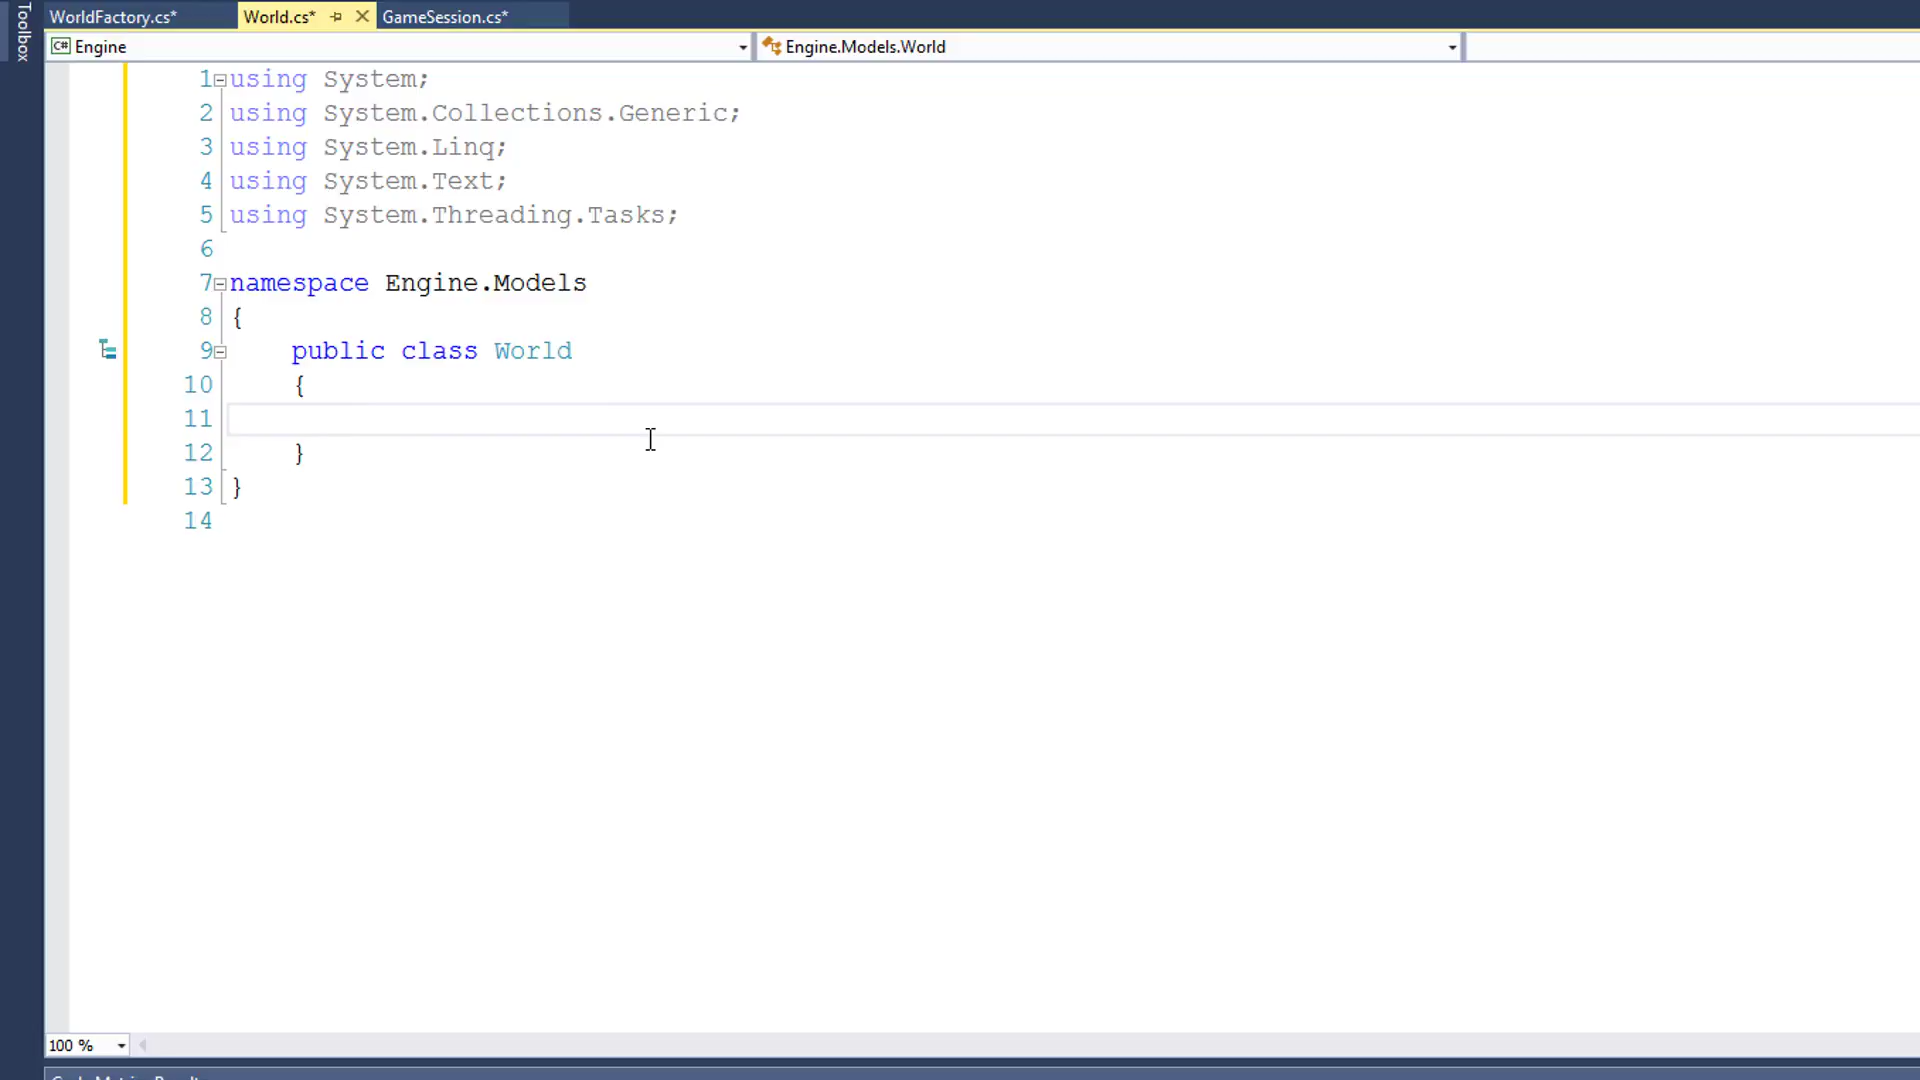 Toolbox
WorldFactory.cs* World.cs* GameSession.cs*
C# Engine Engine.Models.World
1 using System;
2 using System.Collections.Generic;
3 using System.Linq;
4 using System.Text;
5 using System.Threading.Tasks;
6
7 namespace Engine.Models
8 {
9 public class World
10 {
11
12 }
13 }
14
100 %